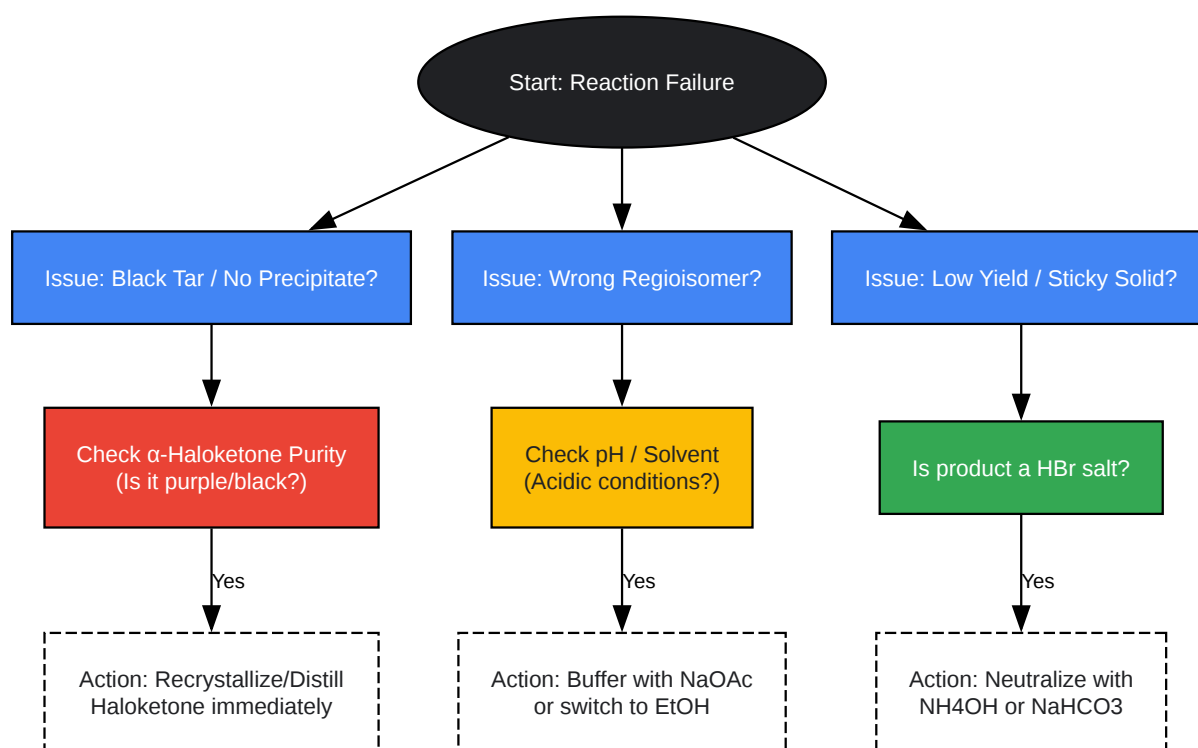 Start: Reaction Failure
Issue: Black Tar / No Precipitate?
Issue: Wrong Regioisomer?
Issue: Low Yield / Sticky Solid?
Check α-Haloketone Purity
(Is it purple/black?)
Check pH / Solvent
(Acidic conditions?)
Is product a HBr salt?
Yes
Yes
Yes
Action: Recrystallize/Distill
Haloketone immediately
Action: Buffer with NaOAc
or switch to EtOH
Action: Neutralize with
NH4OH or NaHCO3